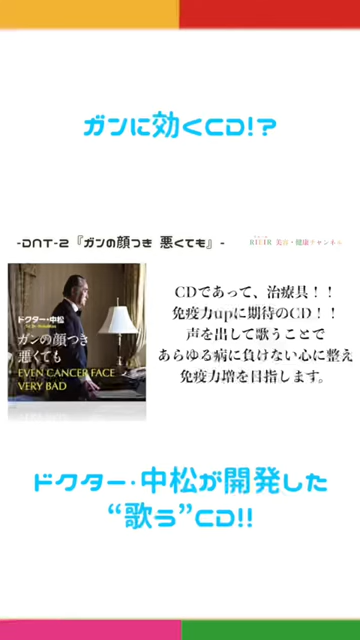 ガンに効くCD!?
-DNT-2『ガンの顔つき 悪くても』-
RIEIR 美容・健康チャンネル
CDであって、治療具！！
免疫力upに期待のCD！！
声を出して歌うことで
あらゆる病に負けない心に整え
免疫力増を目指します。
ドクター・中松
ガンの顔つき
悪くても
EVEN CANCER FACE
VERY BAD
ドクター・中松が開発した
“歌う”CD!!